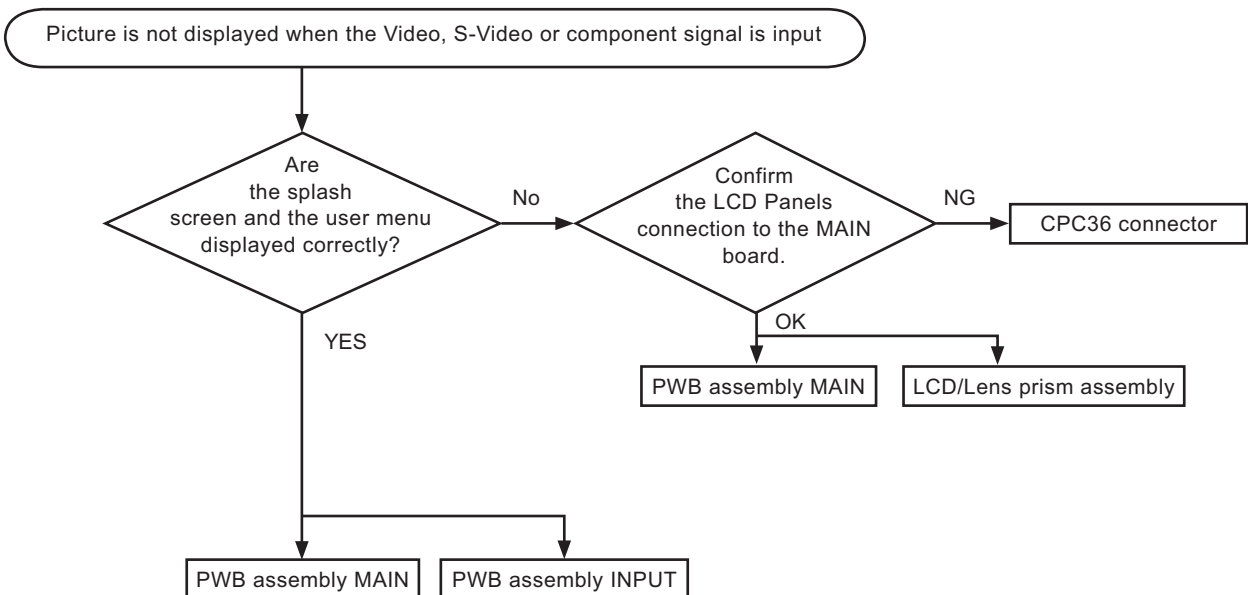 Picture is not displayed when the Video, S-Video or component signal is input
Are
the splash
screen and the user menu
displayed correctly?
No
Confirm
the LCD Panels
connection to the MAIN
board.
NG
CPC36 connector
YES
OK
PWB assembly MAIN
LCD/Lens prism assembly
PWB assembly MAIN
PWB assembly INPUT